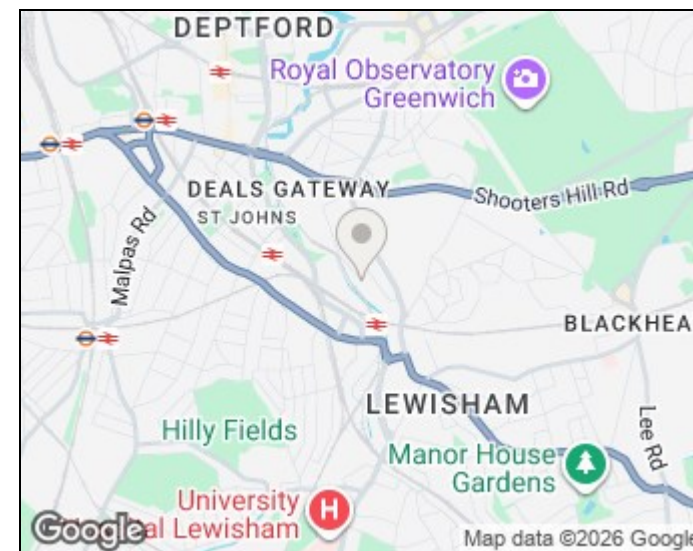 DEPTFORD
Royal Observatory
Greenwich
DEALS GATEWAY
Shooters Hill Rd
ST JOHNS
Malpas Rd
BLACKHEA
LEWISHAM
Lee Rd
Hilly Fields
Manor House
Gardens
University
al Lewisham
Google
Map data ©2026 Google